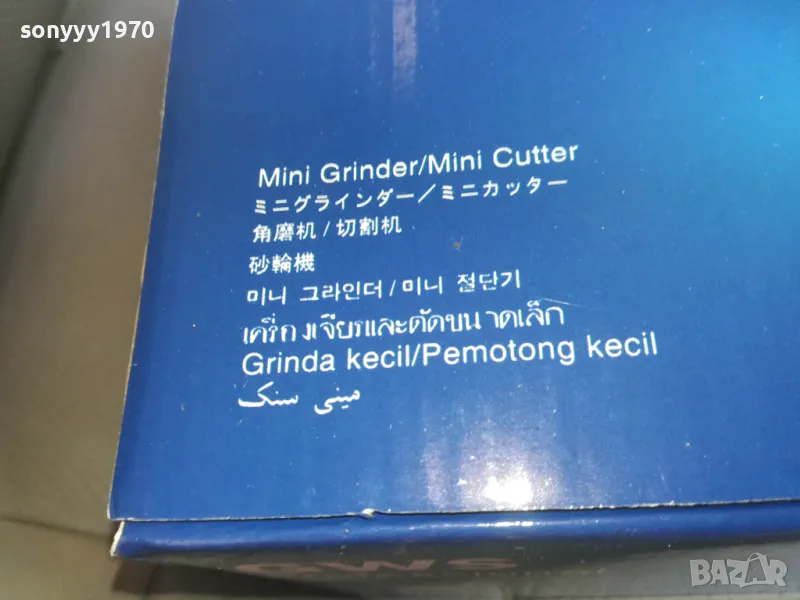 sonyyy1970
Mini Grinder/Mini Cutter
ミニグラインダー／ミニカッター
角磨机/切割机
砂輪機
미니 그라인더/미니 절단기
เครื่องเจียรและตัดขนาดเล็ก
Grinda kecil/Pemotong kecil
مینی سنگ
GWS
BAZAR